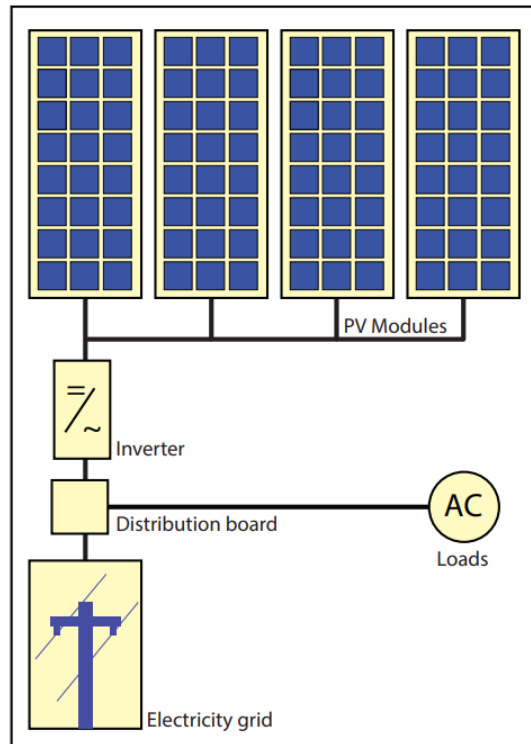 PV Modules
=
~
Inverter
Distribution board
AC
Loads
Electricity grid